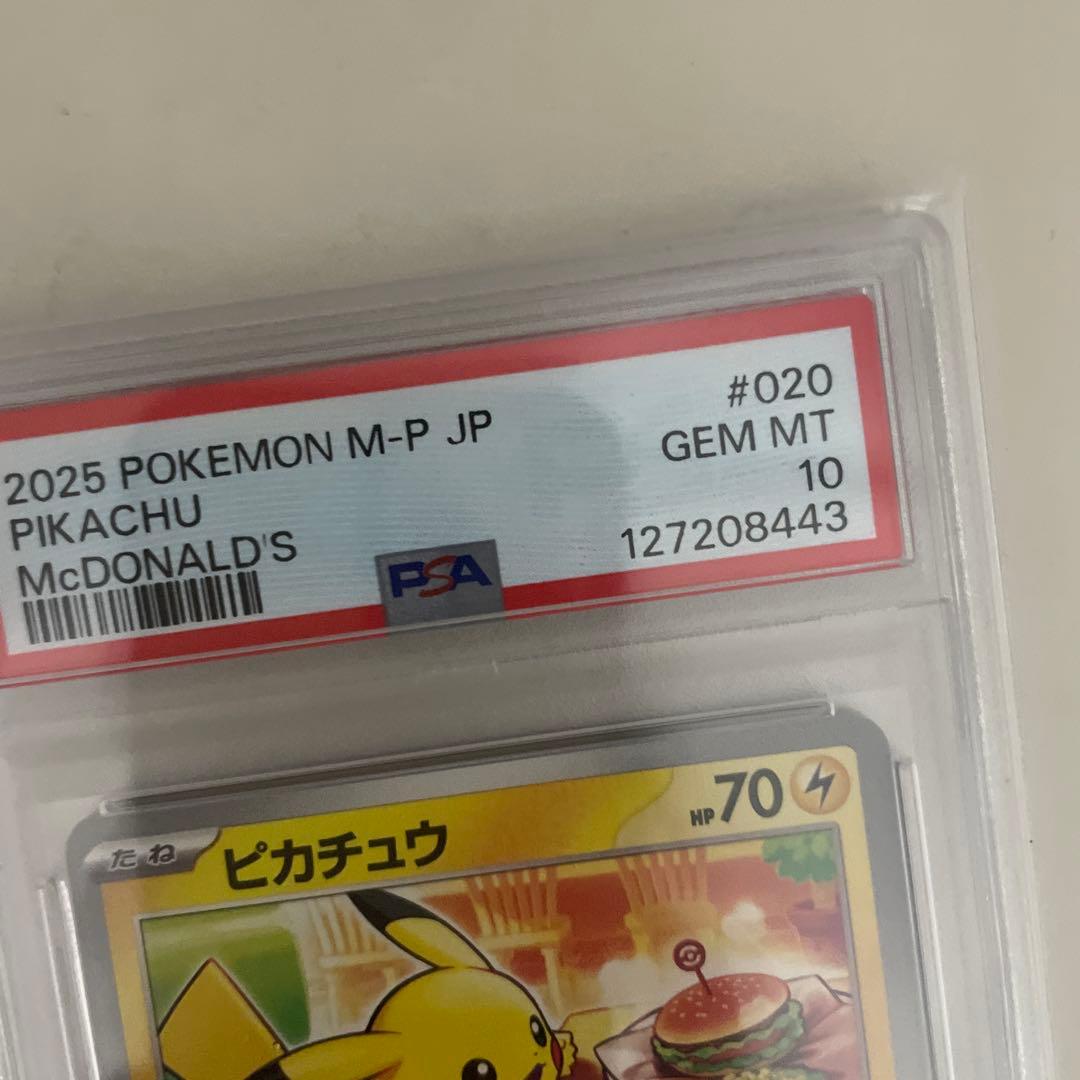 2025 POKEMON M-P JP #020
PIKACHU GEM MT
McDONALD'S 10
127208443
PSA
たね ピカチュウ HP70